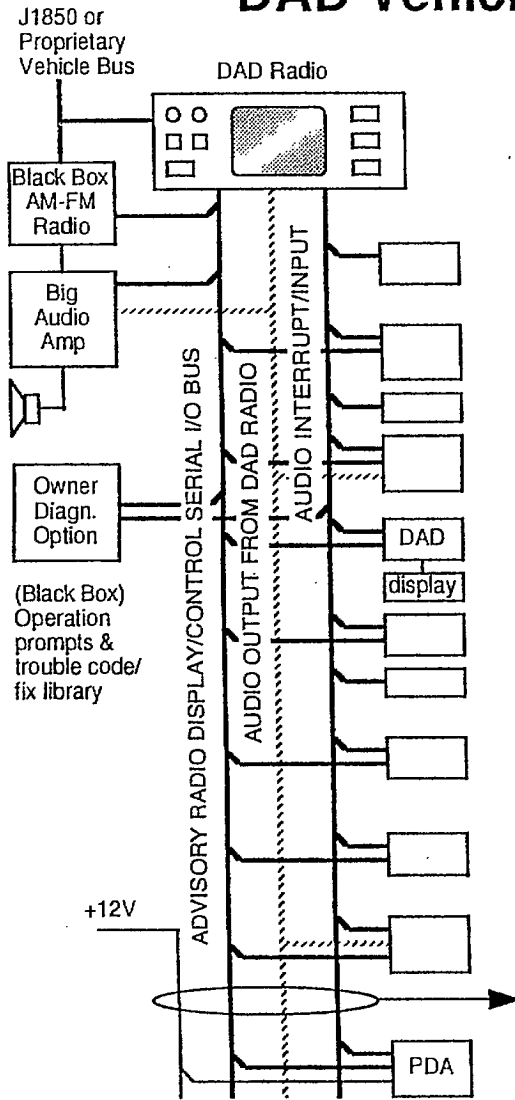 DAD
J1850 or
Proprietary
Vehicle Bus
DAD Radio
Black Box
AM-FM
Radio
Big
Audio
Amp
Owner
Diagn.
Option
(Black Box)
Operation
prompts &
trouble code/
fix library
ADVISORY RADIO DISPLAY/CONTROL SERIAL I/O BUS
AUDIO OUTPUT FROM DAD RADIO
AUDIO INTERRUPT/INPUT
DAD
display
+12V
PDA